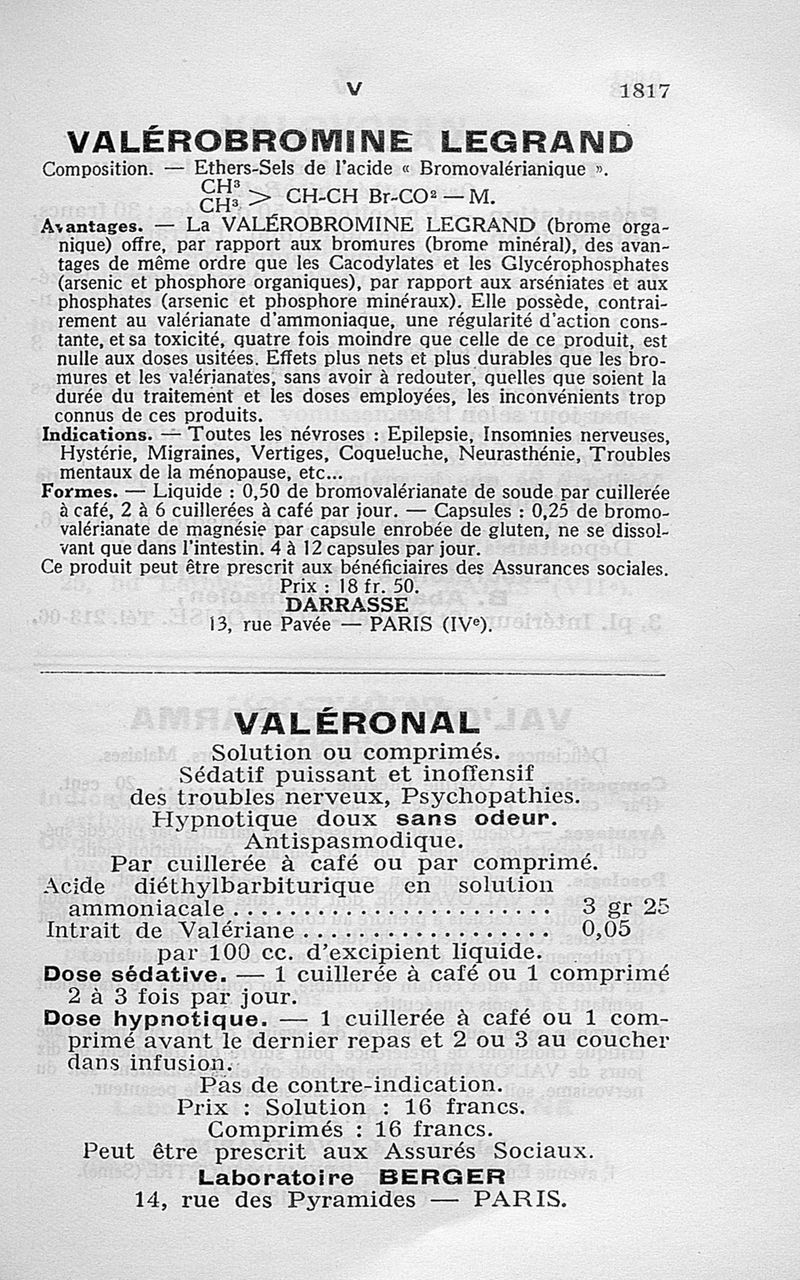 V 1817
VALÉROBROMINE LEGRAND
Composition. — Ethers-Sels de l'acide « Bromovalérianique ».
CH³
CH³ > CH-CH Br-CO² — M.
Avantages. — La VALÉROBROMINE LEGRAND (brome orga-
nique) offre, par rapport aux bromures (brome minéral), des avan-
tages de même ordre que les Cacodylates et les Glycérophosphates
(arsenic et phosphore organiques), par rapport aux arséniates et aux
phosphates (arsenic et phosphore minéraux). Elle possède, contrai-
rement au valérianate d'ammoniaque, une régularité d'action cons-
tante, et sa toxicité, quatre fois moindre que celle de ce produit, est
nulle aux doses usitées. Effets plus nets et plus durables que les bro-
mures et les valérianates, sans avoir à redouter, quelles que soient la
durée du traitement et les doses employées, les inconvénients trop
connus de ces produits.
Indications. — Toutes les névroses : Epilepsie, Insomnies nerveuses,
Hystérie, Migraines, Vertiges, Coqueluche, Neurasthénie, Troubles
mentaux de la ménopause, etc...
Formes. — Liquide : 0,50 de bromovalérianate de soude par cuillerée
à café, 2 à 6 cuillerées à café par jour. — Capsules : 0,25 de bromo-
valérianate de magnésie par capsule enrobée de gluten, ne se dissol-
vant que dans l'intestin. 4 à 12 capsules par jour.
Ce produit peut être prescrit aux bénéficiaires des Assurances sociales.
Prix : 18 fr. 50.
DARRASSE
13, rue Pavée — PARIS (IVᵉ).
VALÉRONAL
Solution ou comprimés.
Sédatif puissant et inoffensif
des troubles nerveux, Psychopathies.
Hypnotique doux sans odeur.
Antispasmodique.
Par cuillerée à café ou par comprimé.
Acide diéthylbarbiturique en solution
ammoniacale ........................ 3 gr 25
Intrait de Valériane .................. 0,05
par 100 cc. d'excipient liquide.
Dose sédative. — 1 cuillerée à café ou 1 comprimé
2 à 3 fois par jour.
Dose hypnotique. — 1 cuillerée à café ou 1 com-
primé avant le dernier repas et 2 ou 3 au coucher
dans infusion.
Pas de contre-indication.
Prix : Solution : 16 francs.
Comprimés : 16 francs.
Peut être prescrit aux Assurés Sociaux.
Laboratoire BERGER
14, rue des Pyramides — PARIS.